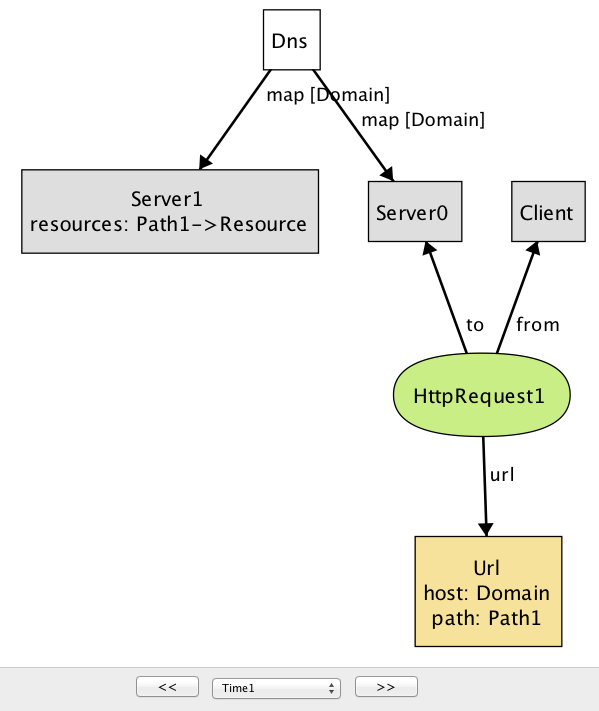 Dns
map [Domain]
map [Domain]
Server1
resources: Path1->Resource
Server0
Client
to
from
HttpRequest1
url
Url
host: Domain
path: Path1
<<
Time1
>>